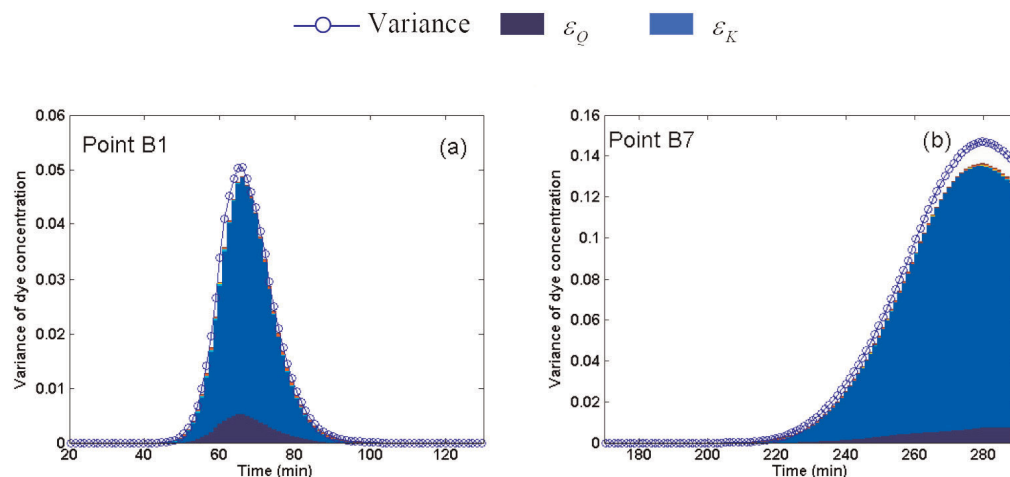 Variance ε_Q ε_K
Point B1 (a)
Variance of dye concentration
0.06
0.05
0.04
0.03
0.02
0.01
0
20 40 60 80 100 120
Time (min)
Point B7 (b)
Variance of dye concentration
0.16
0.14
0.12
0.1
0.08
0.06
0.04
0.02
0
180 200 220 240 260 280
Time (min)